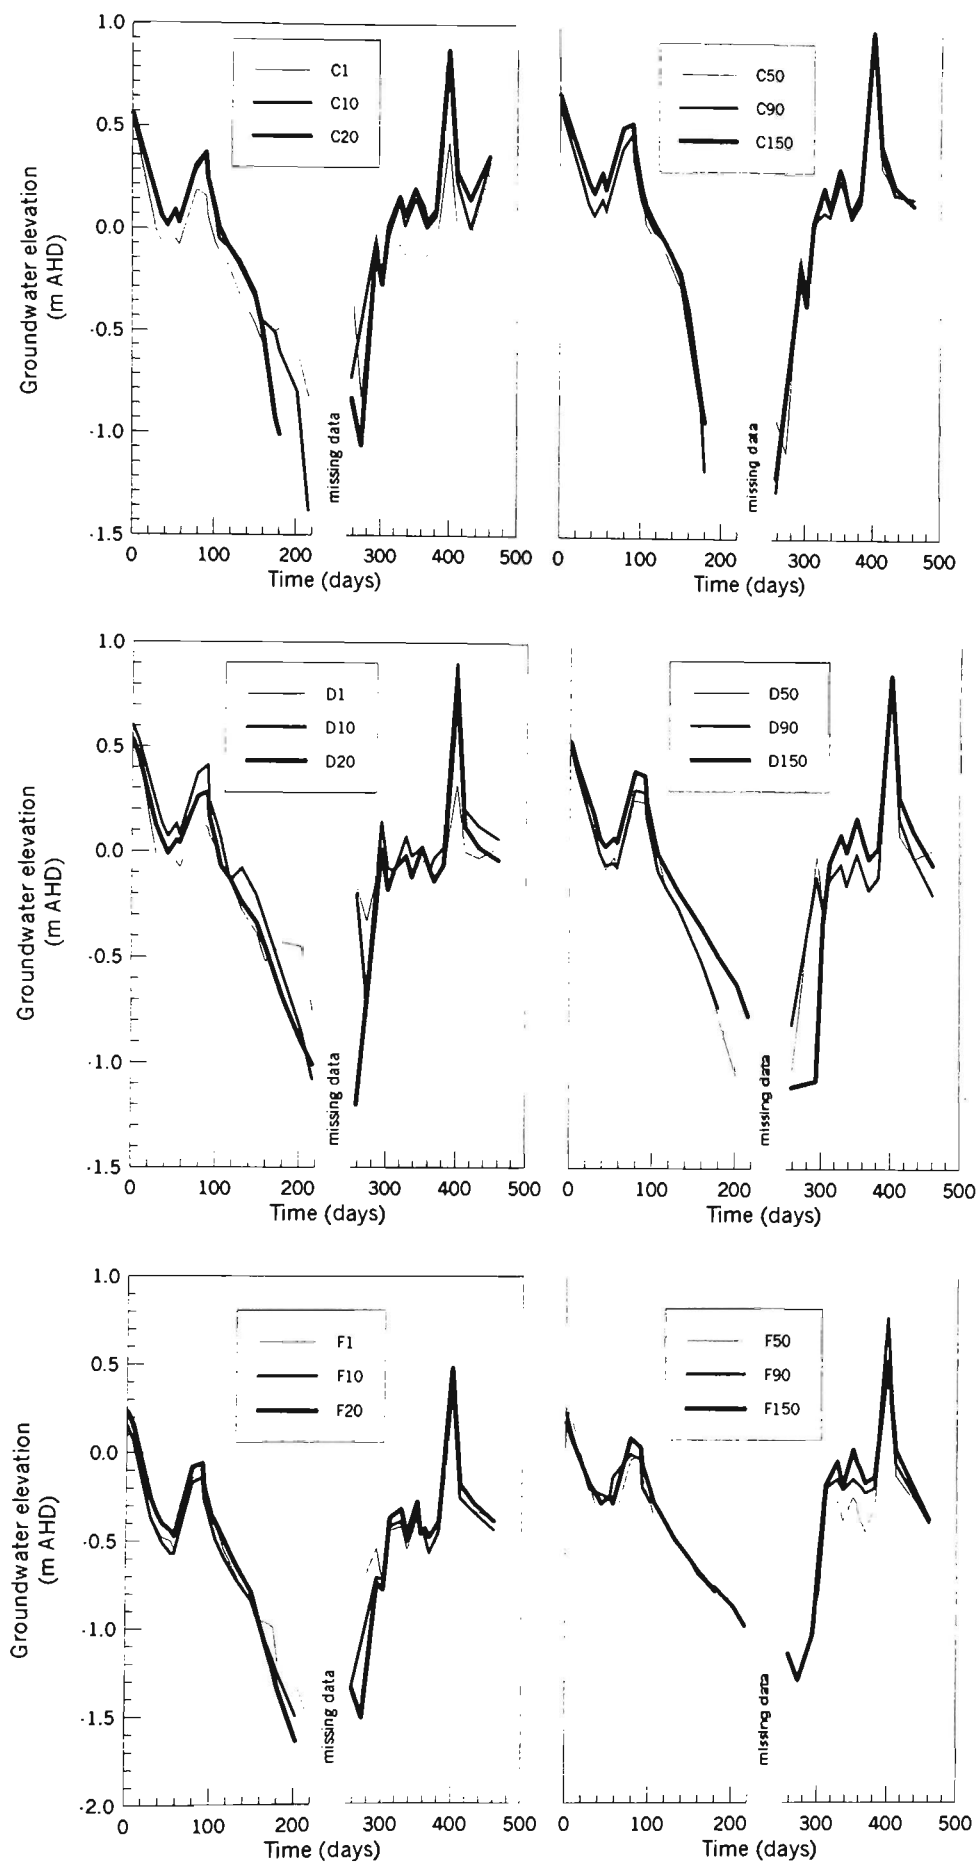 1.0
0.5
0.0
-0.5
-1.0
-1.5
Groundwater elevation
(m AHD)
C1
C10
C20
missing data
0 100 200 300 400 500
Time (days)
C50
C90
C150
missing data
0 100 200 300 400 500
Time (days)
1.0
0.5
0.0
-0.5
-1.0
-1.5
Groundwater elevation
(m AHD)
D1
D10
D20
missing data
0 100 200 300 400 500
Time (days)
D50
D90
D150
missing data
0 100 200 300 400 500
Time (days)
1.0
0.5
0.0
-0.5
-1.0
-1.5
-2.0
Groundwater elevation
(m AHD)
F1
F10
F20
missing data
0 100 200 300 400 500
Time (days)
F50
F90
F150
missing data
0 100 200 300 400 500
Time (days)